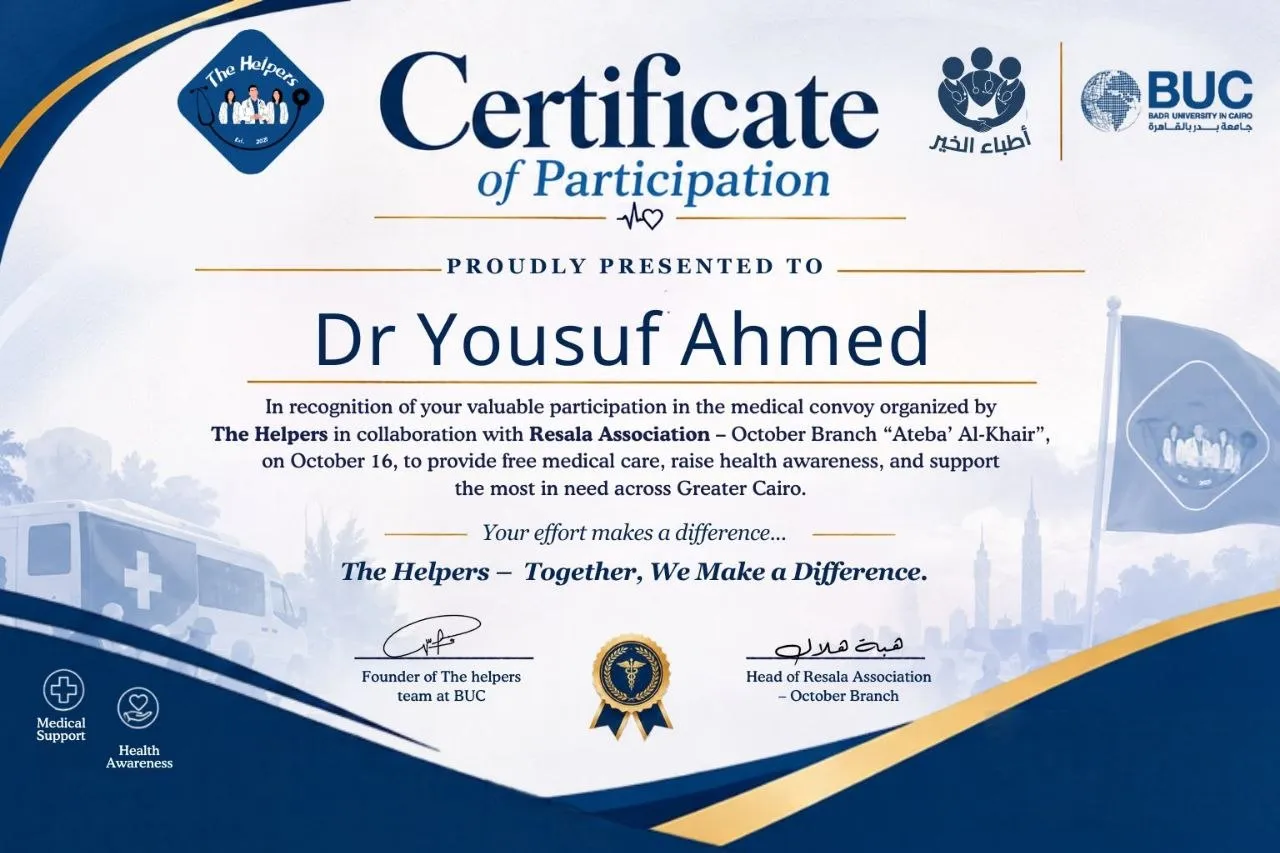 The Helpers
Est. 2025
Certificate
of Participation
أطباء الخير
BUC
BADR UNIVERSITY IN CAIRO
جامعة بدر بالقاهرة
PROUDLY PRESENTED TO
Dr Yousuf Ahmed
In recognition of your valuable participation in the medical convoy organized by
The Helpers in collaboration with Resala Association – October Branch “Ateba’ Al-Khair”,
on October 16, to provide free medical care, raise health awareness, and support
the most in need across Greater Cairo.
Your effort makes a difference...
The Helpers – Together, We Make a Difference.
Founder of The helpers
team at BUC
هبة هلال
Head of Resala Association
– October Branch
Medical
Support
Health
Awareness